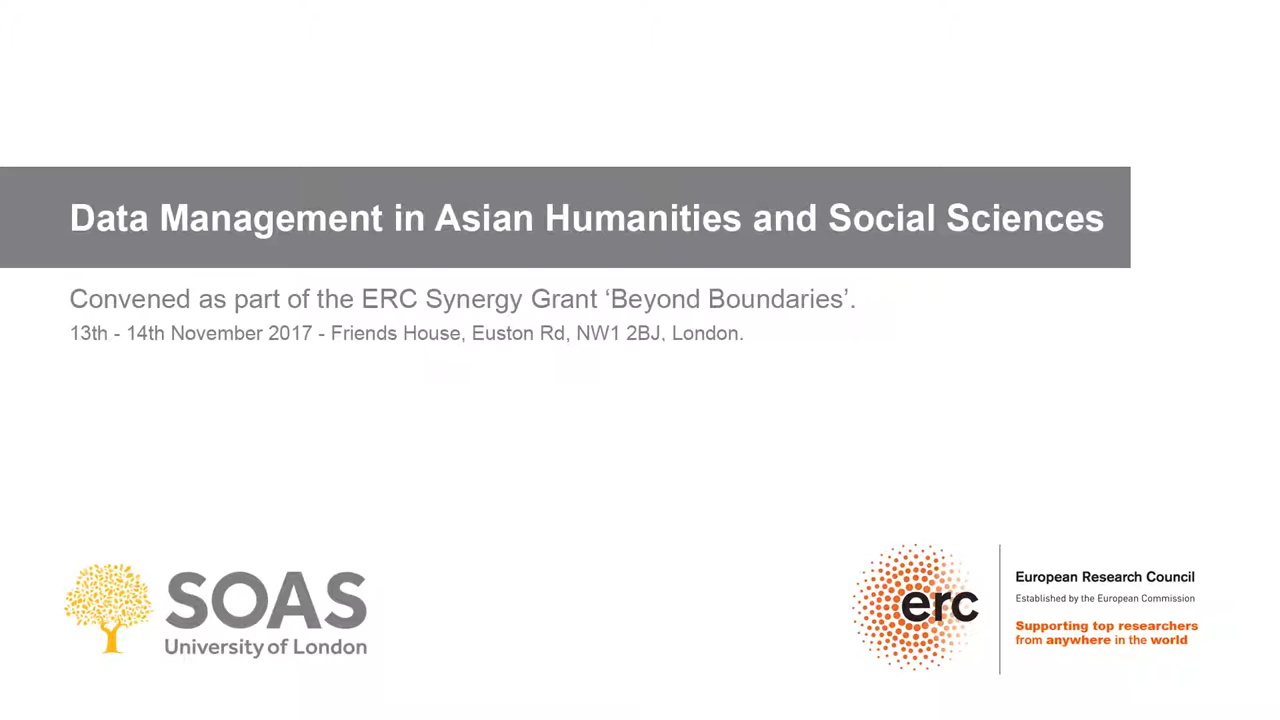 Data Management in Asian Humanities and Social Sciences
Convened as part of the ERC Synergy Grant ‘Beyond Boundaries’.
13th - 14th November 2017 - Friends House, Euston Rd, NW1 2BJ, London.
SOAS
University of London
erc
European Research Council
Established by the European Commission
Supporting top researchers
from anywhere in the world